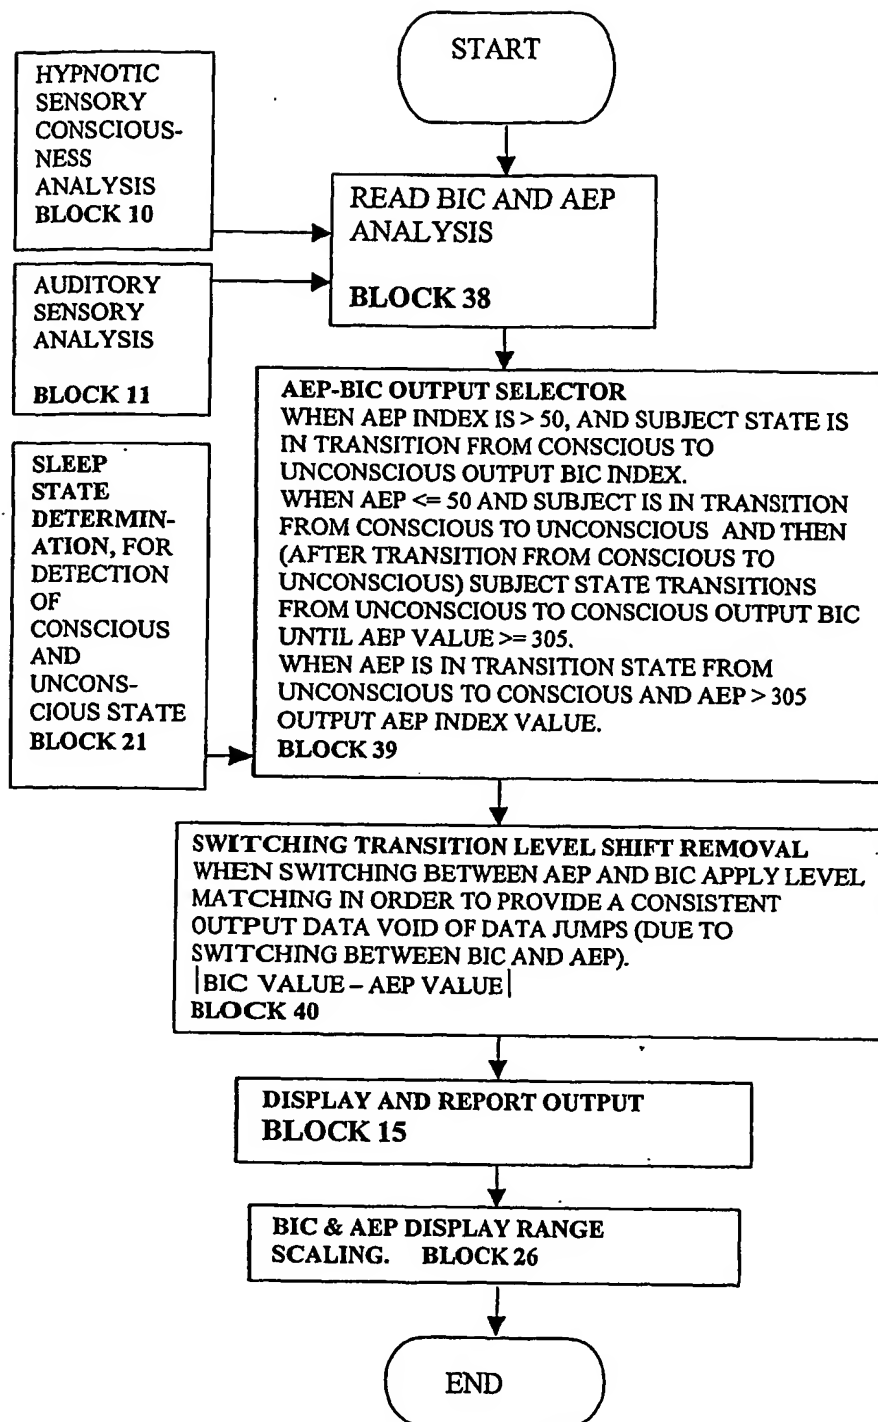 START
HYPNOTIC
SENSORY
CONSCIOUS-
NESS
ANALYSIS
BLOCK 10
READ BIC AND AEP
ANALYSIS
BLOCK 38
AUDITORY
SENSORY
ANALYSIS
BLOCK 11
AEP-BIC OUTPUT SELECTOR
WHEN AEP INDEX IS > 50, AND SUBJECT STATE IS
IN TRANSITION FROM CONSCIOUS TO
UNCONSCIOUS OUTPUT BIC INDEX.
WHEN AEP <= 50 AND SUBJECT IS IN TRANSITION
FROM CONSCIOUS TO UNCONSCIOUS AND THEN
(AFTER TRANSITION FROM CONSCIOUS TO
UNCONSCIOUS) SUBJECT STATE TRANSITIONS
FROM UNCONSCIOUS TO CONSCIOUS OUTPUT BIC
UNTIL AEP VALUE >= 305.
WHEN AEP IS IN TRANSITION STATE FROM
UNCONSCIOUS TO CONSCIOUS AND AEP > 305
OUTPUT AEP INDEX VALUE.
BLOCK 39
SLEEP
STATE
DETERMIN-
ATION, FOR
DETECTION
OF
CONSCIOUS
AND
UNCONS-
CIOUS STATE
BLOCK 21
SWITCHING TRANSITION LEVEL SHIFT REMOVAL
WHEN SWITCHING BETWEEN AEP AND BIC APPLY LEVEL
MATCHING IN ORDER TO PROVIDE A CONSISTENT
OUTPUT DATA VOID OF DATA JUMPS (DUE TO
SWITCHING BETWEEN BIC AND AEP).
|BIC VALUE – AEP VALUE|
BLOCK 40
DISPLAY AND REPORT OUTPUT
BLOCK 15
BIC & AEP DISPLAY RANGE
SCALING. BLOCK 26
END